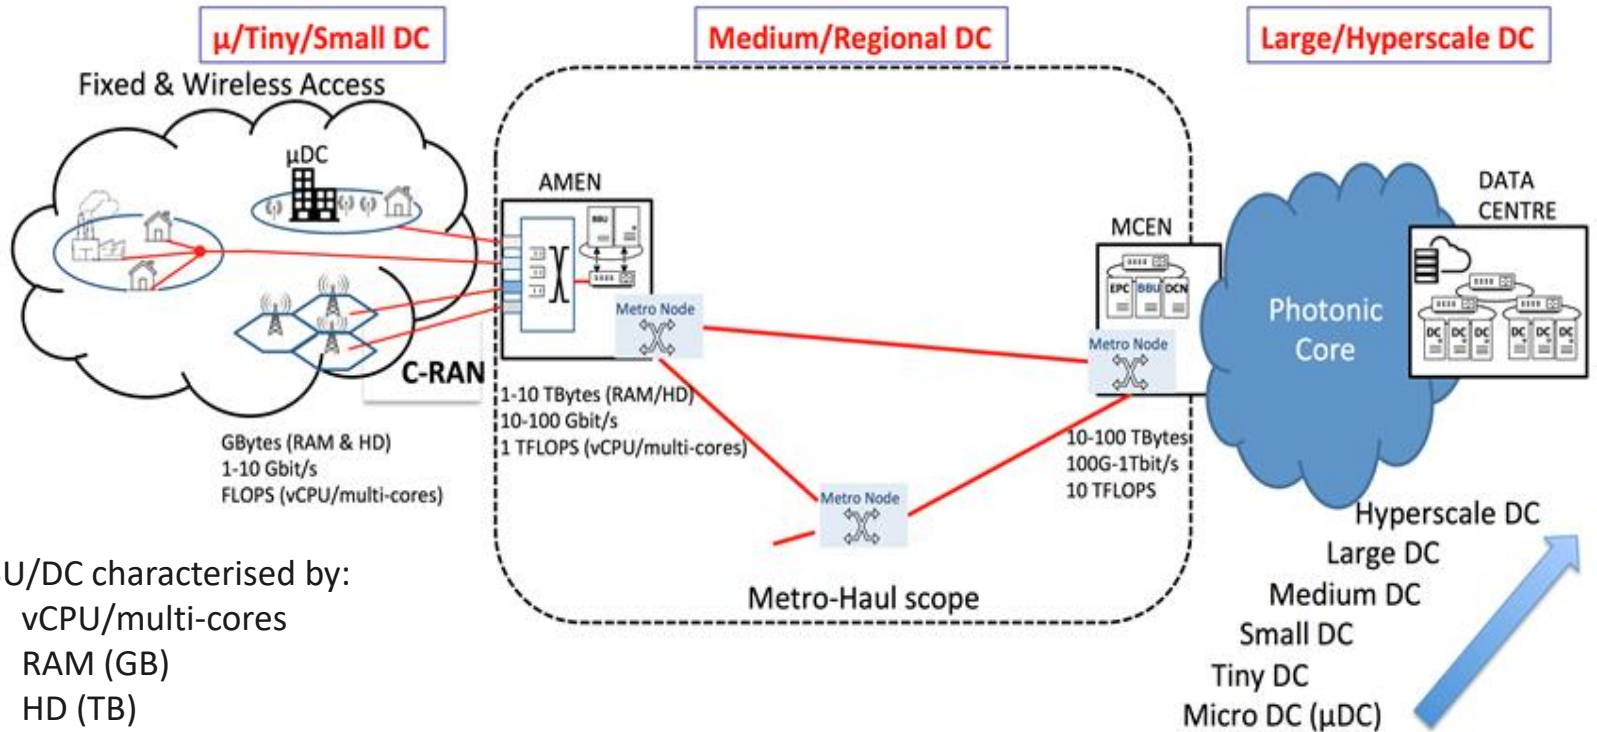 μ/Tiny/Small DC
Medium/Regional DC
Large/Hyperscale DC
Fixed & Wireless Access
μDC
C-RAN
GBytes (RAM & HD)
1-10 Gbit/s
FLOPS (vCPU/multi-cores)
AMEN
BBU
Metro Node
1-10 TBytes (RAM/HD)
10-100 Gbit/s
1 TFLOPS (vCPU/multi-cores)
Metro Node
Metro-Haul scope
MCEN
EPC BBU DCN
Metro Node
10-100 TBytes
100G-1Tbit/s
10 TFLOPS
Photonic
Core
DATA
CENTRE
DC DC DC DC DC DC
Hyperscale DC
Large DC
Medium DC
Small DC
Tiny DC
Micro DC (μDC)
U/DC characterised by:
vCPU/multi-cores
RAM (GB)
HD (TB)